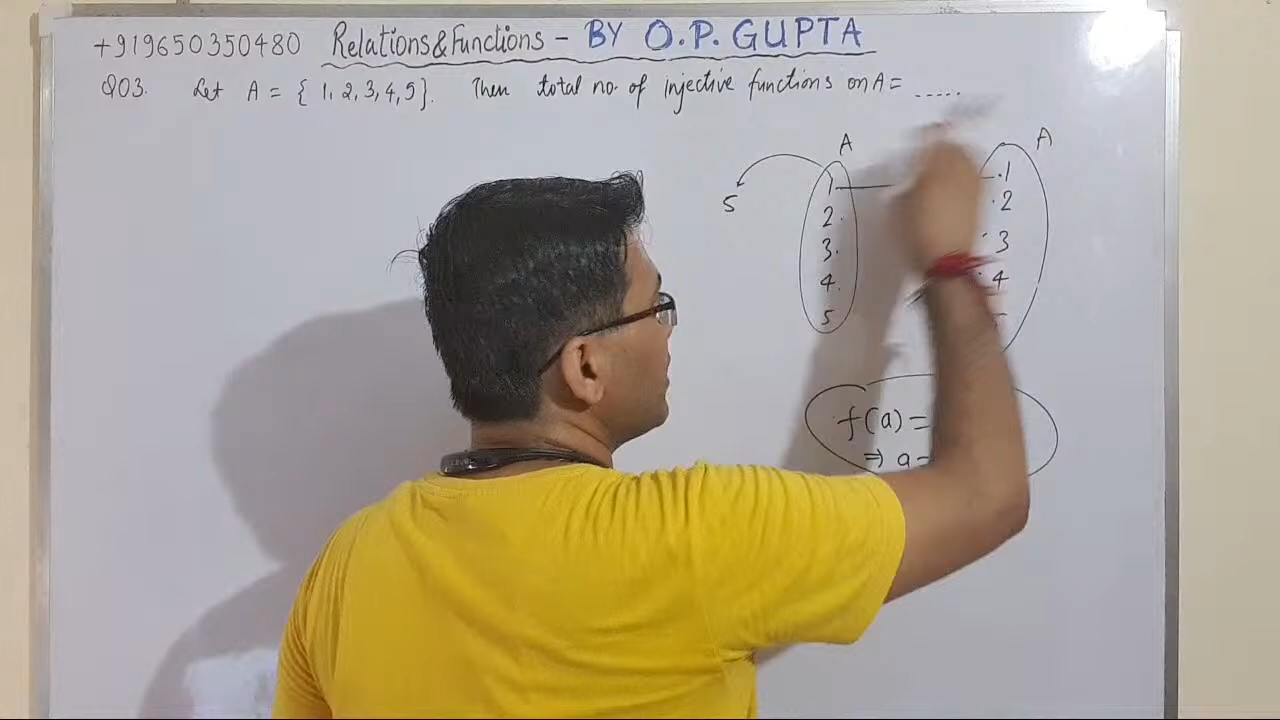 +919650350480 Relations & Functions - BY O.P. GUPTA
Q03. Let A = { 1, 2, 3, 4, 5}. Then total no. of injective functions on A = .....
A A
1 .1
5
2. .2
3. . 3
4. . 4
5
f(a) =
⇒ a =